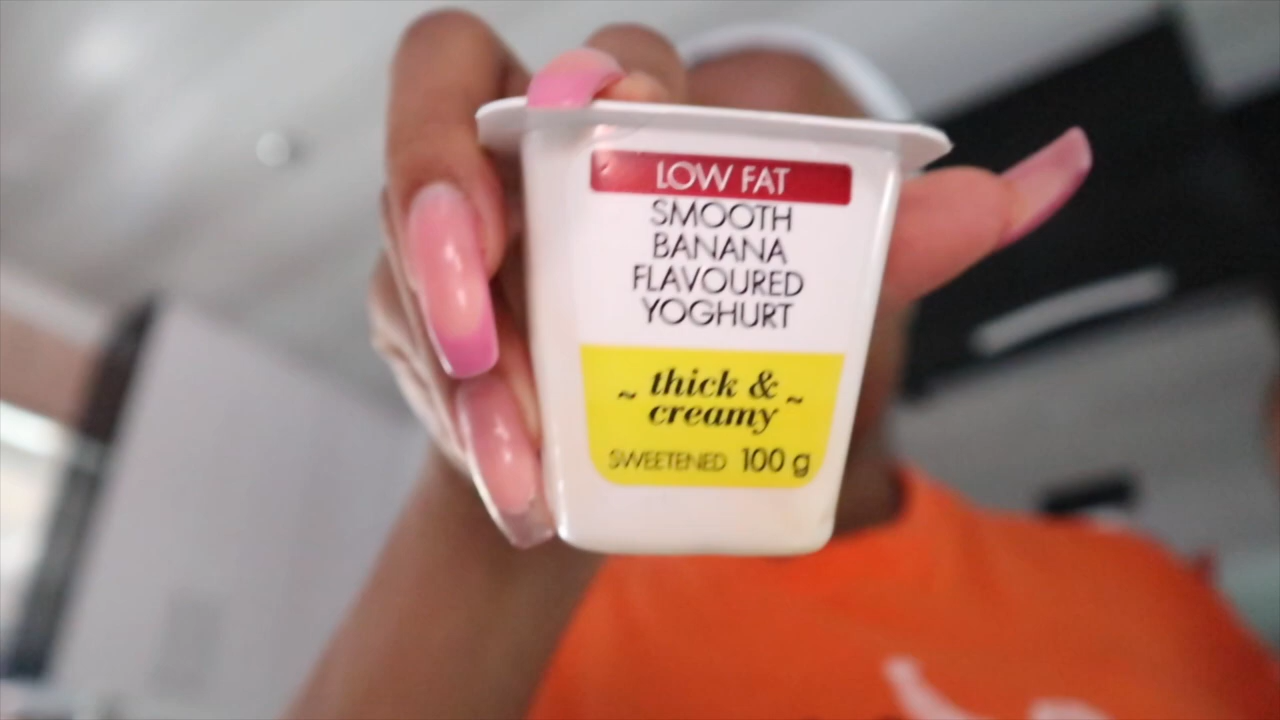 LOW FAT
SMOOTH
BANANA
FLAVOURED
YOGHURT
~ thick & ~
creamy
SWEETENED 100 g